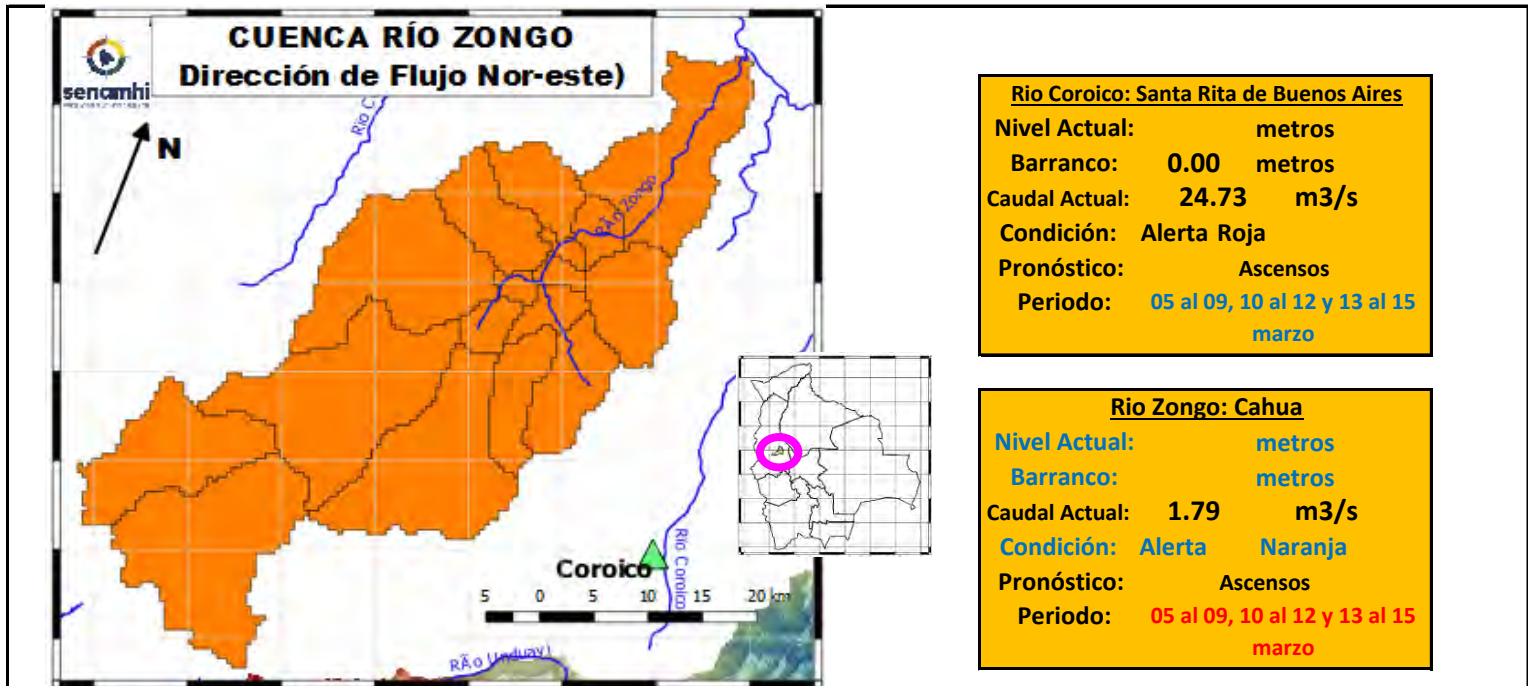 CUENCA RÍO ZONGO
Dirección de Flujo Nor-este)
senamhi
N
Río C
RÃ­o Zongo
Coroico
Río Coroico
5 0 5 10 15 20 km
RÃ­o Unduavi
Rio Coroico: Santa Rita de Buenos Aires
Nivel Actual: metros
Barranco: 0.00 metros
Caudal Actual: 24.73 m3/s
Condición: Alerta Roja
Pronóstico: Ascensos
Periodo: 05 al 09, 10 al 12 y 13 al 15
marzo
Rio Zongo: Cahua
Nivel Actual: metros
Barranco: metros
Caudal Actual: 1.79 m3/s
Condición: Alerta Naranja
Pronóstico: Ascensos
Periodo: 05 al 09, 10 al 12 y 13 al 15
marzo